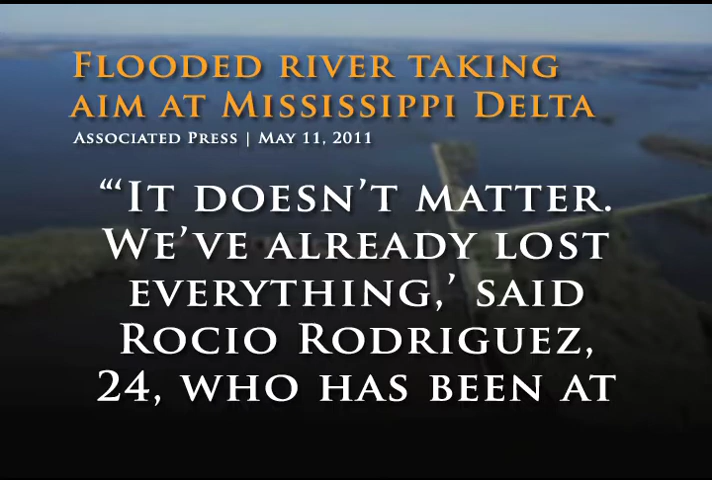 Flooded river taking
aim at Mississippi Delta
Associated Press | May 11, 2011
“‘It doesn’t matter.
We’ve already lost
everything,’ said
Rocio Rodriguez,
24, who has been at